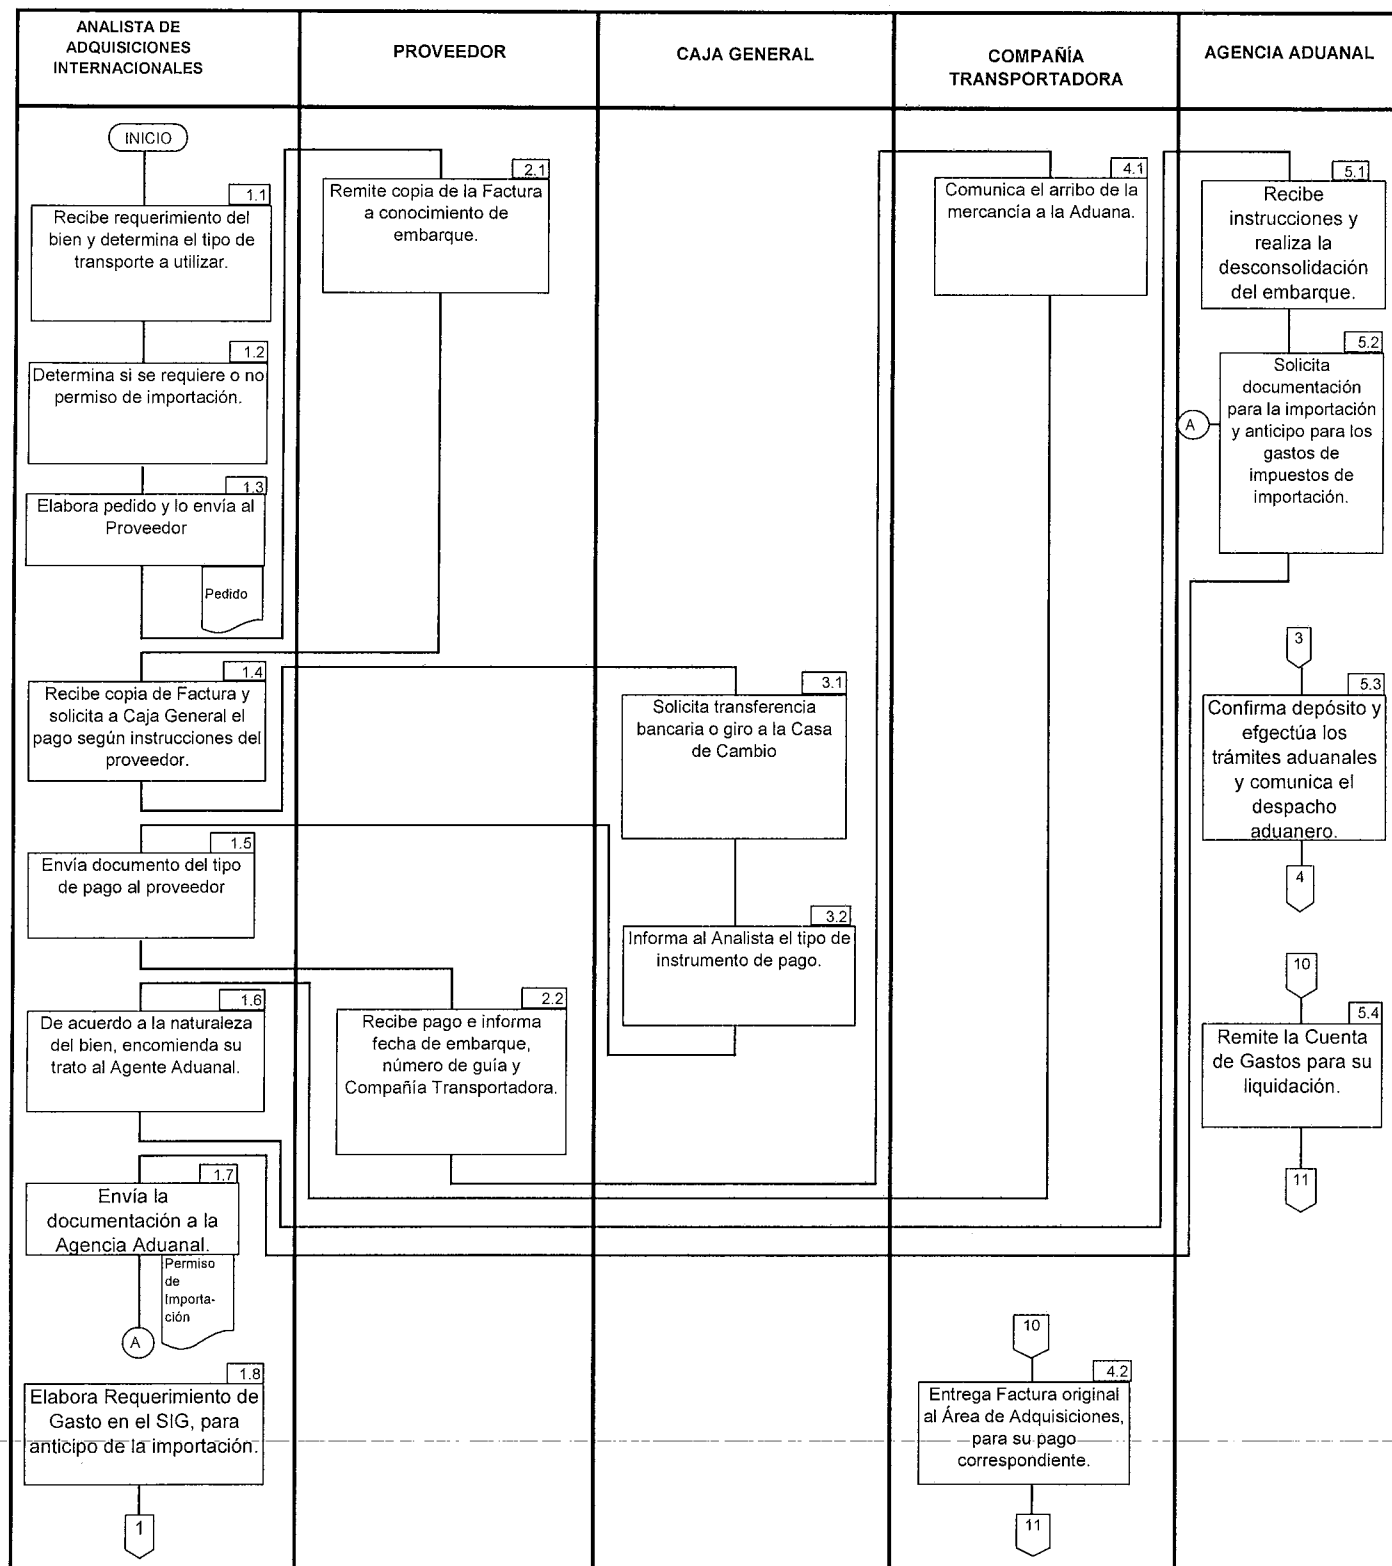 ANALISTA DE
ADQUISICIONES
INTERNACIONALES
PROVEEDOR
CAJA GENERAL
COMPAÑÍA
TRANSPORTADORA
AGENCIA ADUANAL
INICIO
1.1
Recibe requerimiento del
bien y determina el tipo de
transporte a utilizar.
1.2
Determina si se requiere o no
permiso de importación.
1.3
Elabora pedido y lo envía al
Proveedor
Pedido
1.4
Recibe copia de Factura y
solicita a Caja General el
pago según instrucciones del
proveedor.
1.5
Envía documento del tipo
de pago al proveedor
1.6
De acuerdo a la naturaleza
del bien, encomienda su
trato al Agente Aduanal.
1.7
Envía la
documentación a la
Agencia Aduanal.
Permiso
de
Importa-
ción
A
1.8
Elabora Requerimiento de
Gasto en el SIG, para
anticipo de la importación.
1
2.1
Remite copia de la Factura
a conocimiento de
embarque.
2.2
Recibe pago e informa
fecha de embarque,
número de guía y
Compañía Transportadora.
3.1
Solicita transferencia
bancaria o giro a la Casa
de Cambio
3.2
Informa al Analista el tipo de
instrumento de pago.
4.1
Comunica el arribo de la
mercancía a la Aduana.
10
4.2
Entrega Factura original
al Área de Adquisiciones,
para su pago
correspondiente.
11
5.1
Recibe
instrucciones y
realiza la
desconsolidación
del embarque.
5.2
Solicita
documentación
para la importación
y anticipo para los
gastos de
impuestos de
importación.
A
3
5.3
Confirma depósito y
efgectúa los
trámites aduanales
y comunica el
despacho
aduanero.
4
10
5.4
Remite la Cuenta
de Gastos para su
liquidación.
11